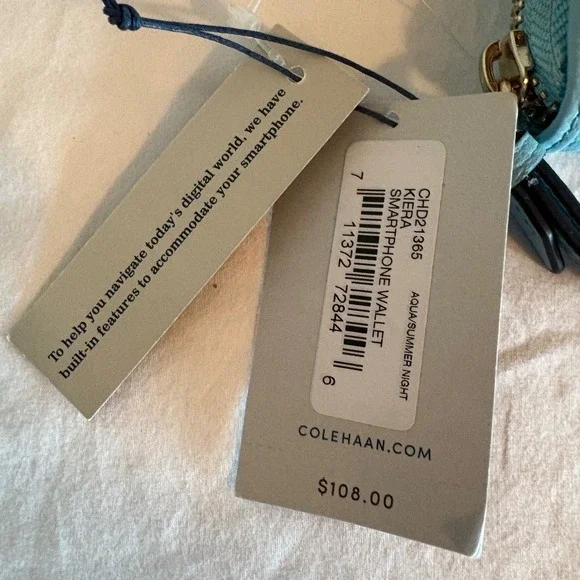 To help you navigate today's digital world, we have
built-in features to accommodate your smartphone.
CHD21365 AQUA/SUMMER NIGHT
KIERA
SMARTPHONE WALLET
7 11372 72844 6
COLEHAAN.COM
$108.00